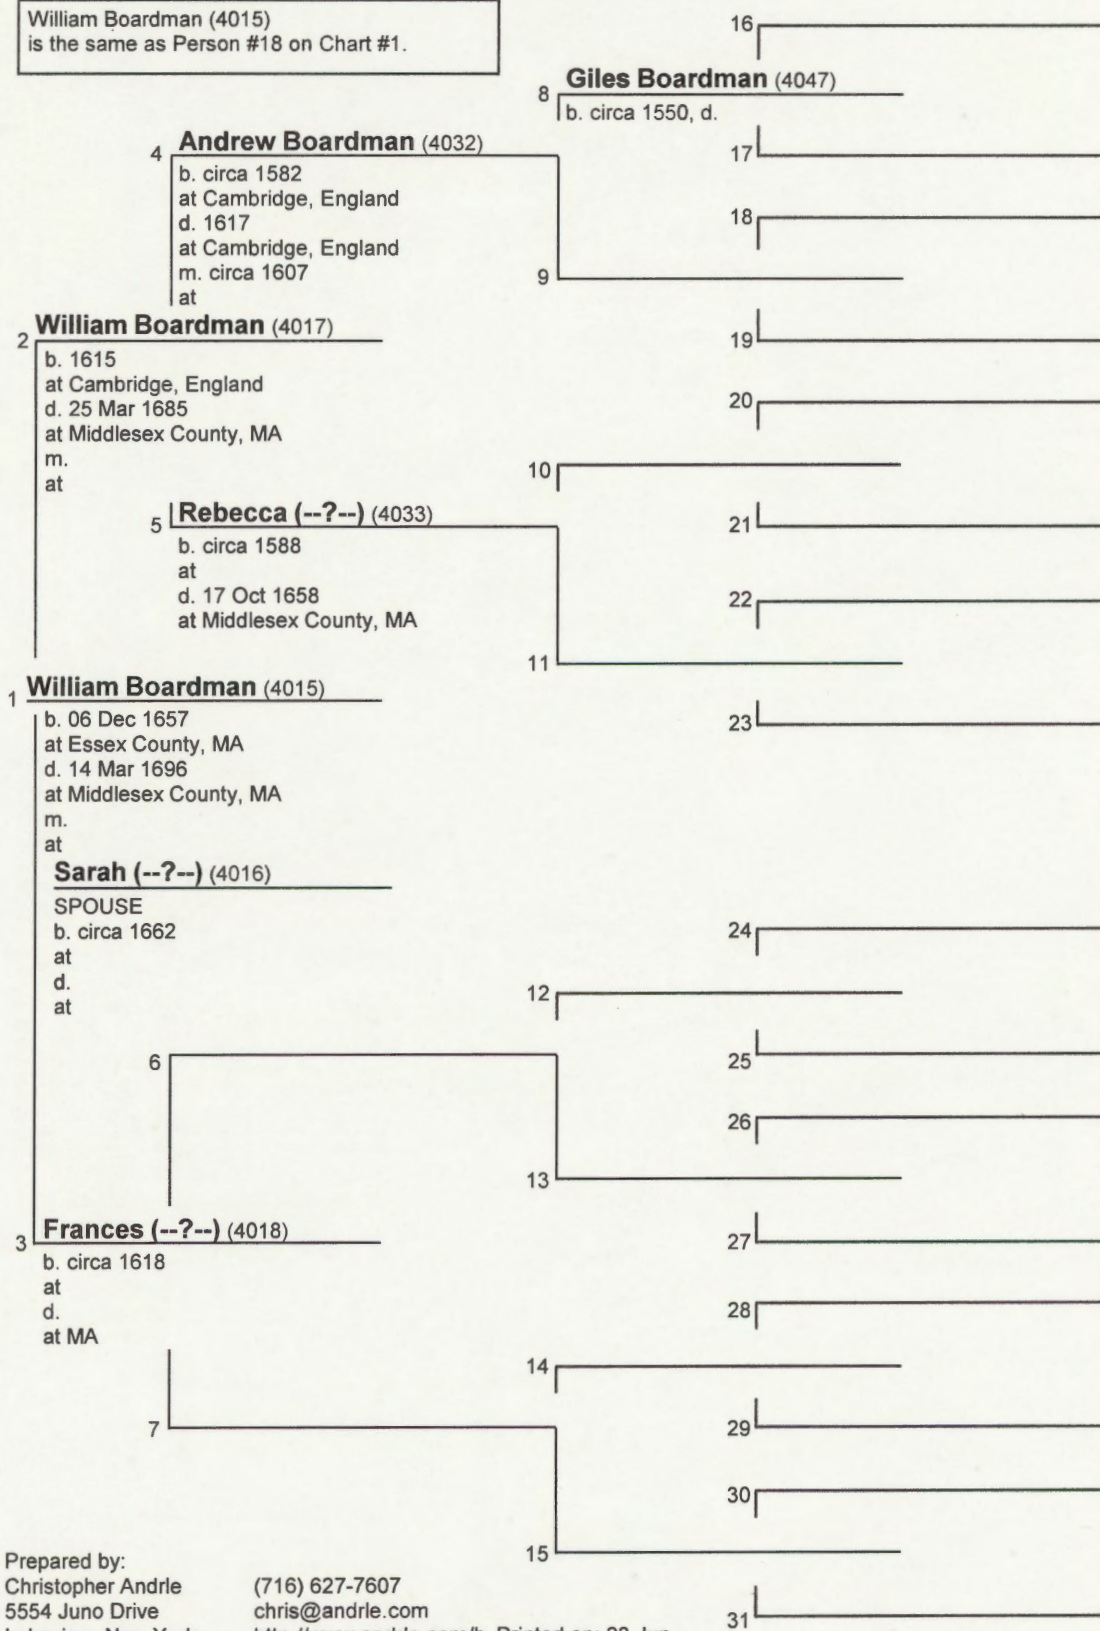 William Boardman (4015)
is the same as Person #18 on Chart #1.
16
Giles Boardman (4047)
8
b. circa 1550, d.
Andrew Boardman (4032)
4
17
b. circa 1582
at Cambridge, England
d. 1617
18
at Cambridge, England
m. circa 1607
9
at
William Boardman (4017)
2
19
b. 1615
at Cambridge, England
d. 25 Mar 1685
20
at Middlesex County, MA
m.
10
at
Rebecca (--?--) (4033)
5
21
b. circa 1588
at
d. 17 Oct 1658
22
at Middlesex County, MA
11
William Boardman (4015)
1
b. 06 Dec 1657
23
at Essex County, MA
d. 14 Mar 1696
at Middlesex County, MA
m.
at
Sarah (--?--) (4016)
SPOUSE
b. circa 1662
24
at
d.
12
at
6
25
26
13
Frances (--?--) (4018)
3
27
b. circa 1618
at
d.
28
at MA
14
7
29
30
15
Prepared by:
Christopher Andrle (716) 627-7607
5554 Juno Drive chris@andrle.com
31